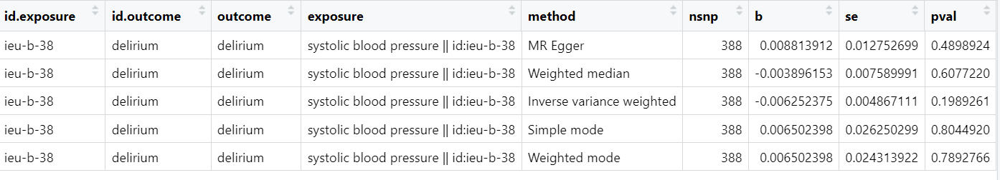 id.exposure id.outcome outcome exposure method nsnp b se pval
ieu-b-38 delirium delirium systolic blood pressure || id:ieu-b-38 MR Egger 388 0.008813912 0.012752699 0.4898924
ieu-b-38 delirium delirium systolic blood pressure || id:ieu-b-38 Weighted median 388 -0.003896153 0.007589991 0.6077220
ieu-b-38 delirium delirium systolic blood pressure || id:ieu-b-38 Inverse variance weighted 388 -0.006252375 0.004867111 0.1989261
ieu-b-38 delirium delirium systolic blood pressure || id:ieu-b-38 Simple mode 388 0.006502398 0.026250299 0.8044920
ieu-b-38 delirium delirium systolic blood pressure || id:ieu-b-38 Weighted mode 388 0.006502398 0.024313922 0.7892766